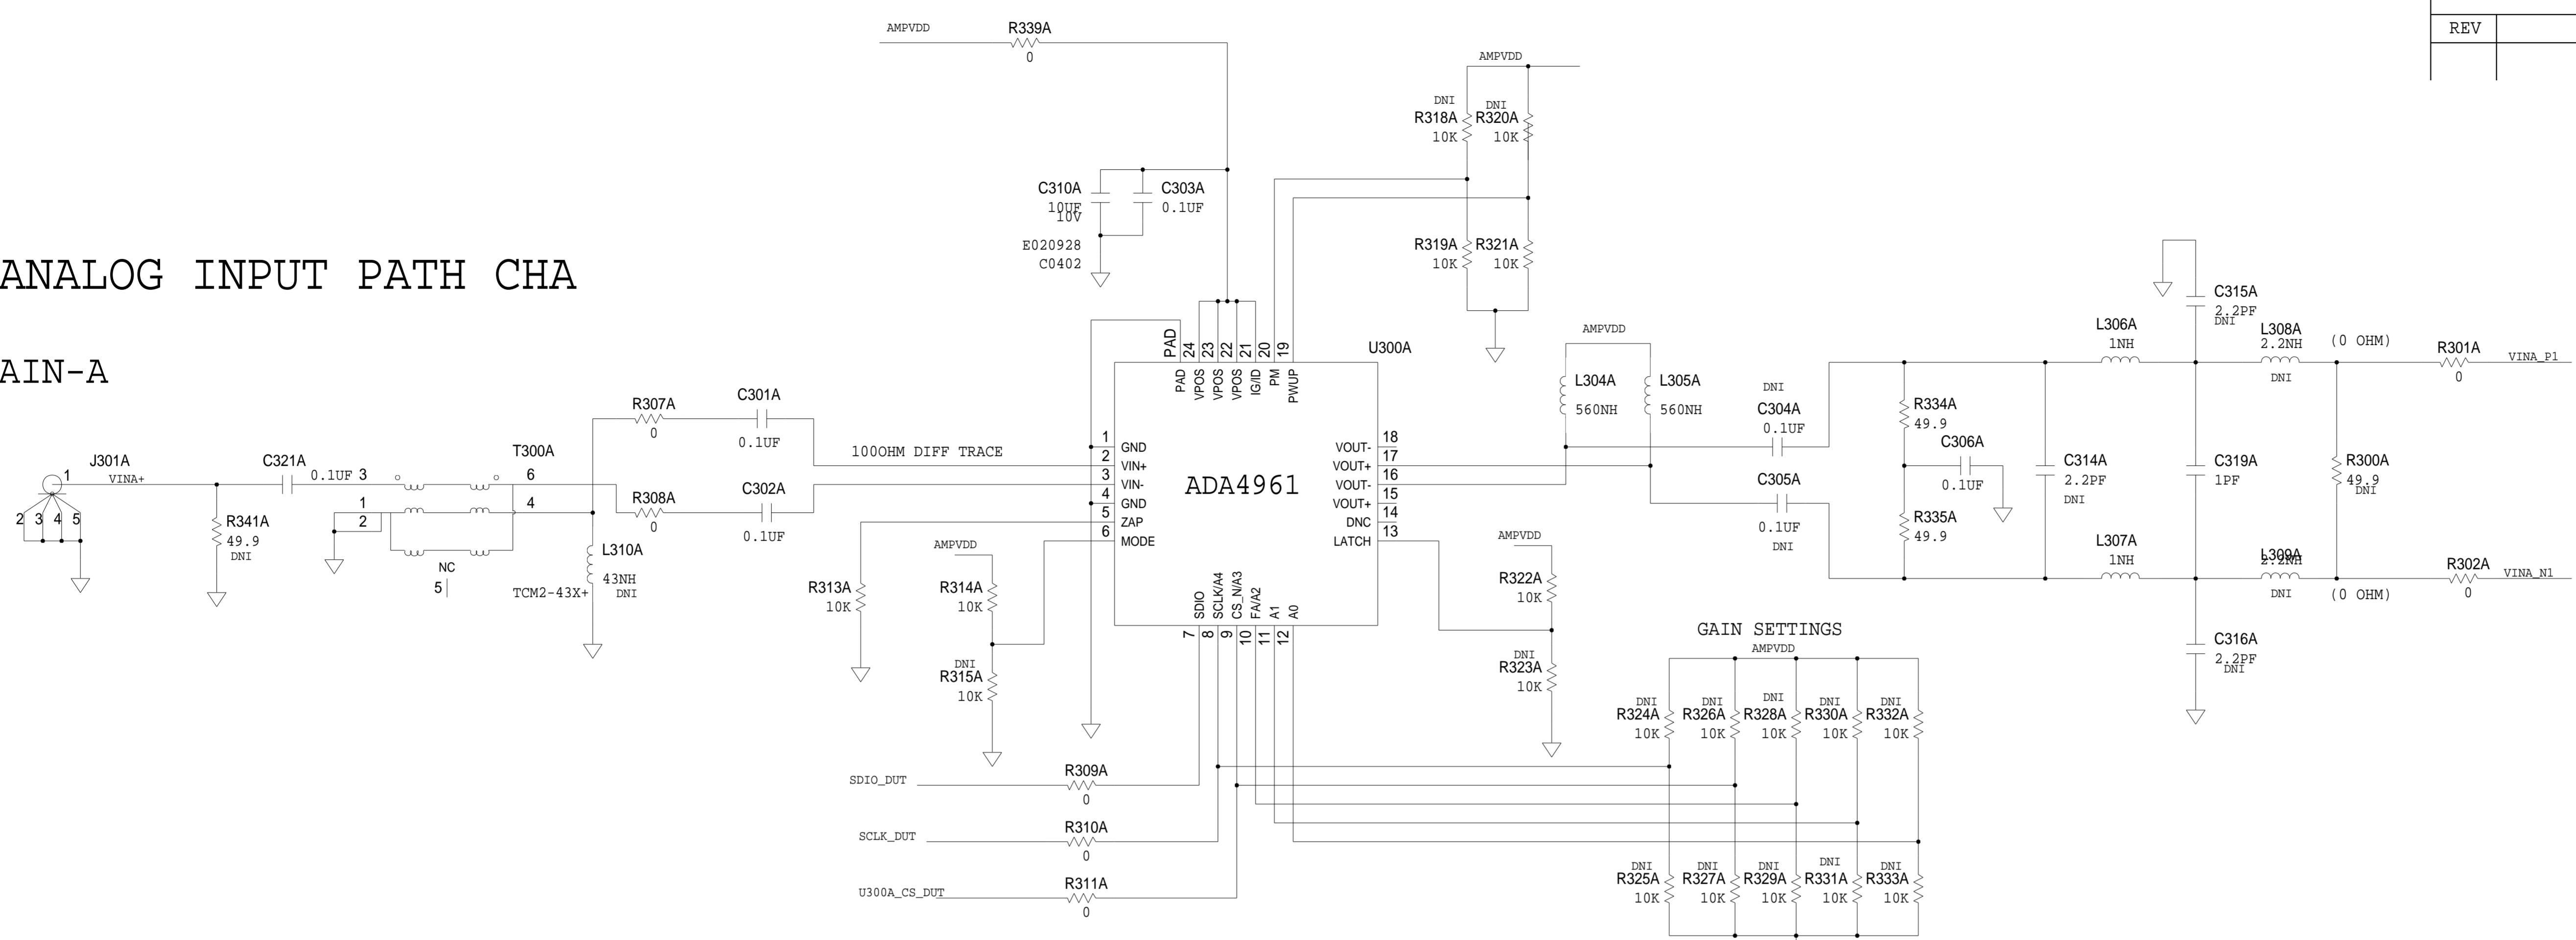 REV
AMPVDD
R339A
0
AMPVDD
DNI
R318A
10K
DNI
R320A
10K
C310A
10UF
10V
C303A
0.1UF
E020928
C0402
R319A
10K
R321A
10K
ANALOG INPUT PATH CHA
AIN-A
J301A
1
VINA+
2 3 4 5
R341A
49.9
DNI
C321A
0.1UF
3
1
2
T300A
6
4
NC
5
TCM2-43X+
L310A
43NH
DNI
R307A
0
C301A
0.1UF
R308A
0
C302A
0.1UF
100OHM DIFF TRACE
U300A
ADA4961
PAD 24 23 22 21 20 19
PAD VPOS VPOS VPOS IG/ID PM PWUP
1 GND
2 VIN+
3 VIN-
4 GND
5 ZAP
6 MODE
VOUT- 18
VOUT+ 17
VOUT- 16
VOUT+ 15
DNC 14
LATCH 13
SDIO SCLK/A4 CS_N/A3 FA/A2 A1 A0
7 8 9 10 11 12
R313A
10K
AMPVDD
R314A
10K
DNI
R315A
10K
SDIO_DUT
R309A
0
SCLK_DUT
R310A
0
U300A_CS_DUT
R311A
0
AMPVDD
L304A
560NH
L305A
560NH
DNI
C304A
0.1UF
C305A
0.1UF
DNI
AMPVDD
R322A
10K
DNI
R323A
10K
GAIN SETTINGS
AMPVDD
DNI
R324A
10K
DNI
R326A
10K
DNI
R328A
10K
DNI
R330A
10K
DNI
R332A
10K
DNI
R325A
10K
DNI
R327A
10K
DNI
R329A
10K
DNI
R331A
10K
DNI
R333A
10K
R334A
49.9
C306A
0.1UF
R335A
49.9
C314A
2.2PF
DNI
L306A
1NH
L307A
1NH
C315A
2.2PF
DNI
C319A
1PF
C316A
2.2PF
DNI
L308A
2.2NH
DNI
(0 OHM)
L309A
2.2NH
DNI
(0 OHM)
R300A
49.9
DNI
R301A
0
VINA_P1
R302A
0
VINA_N1